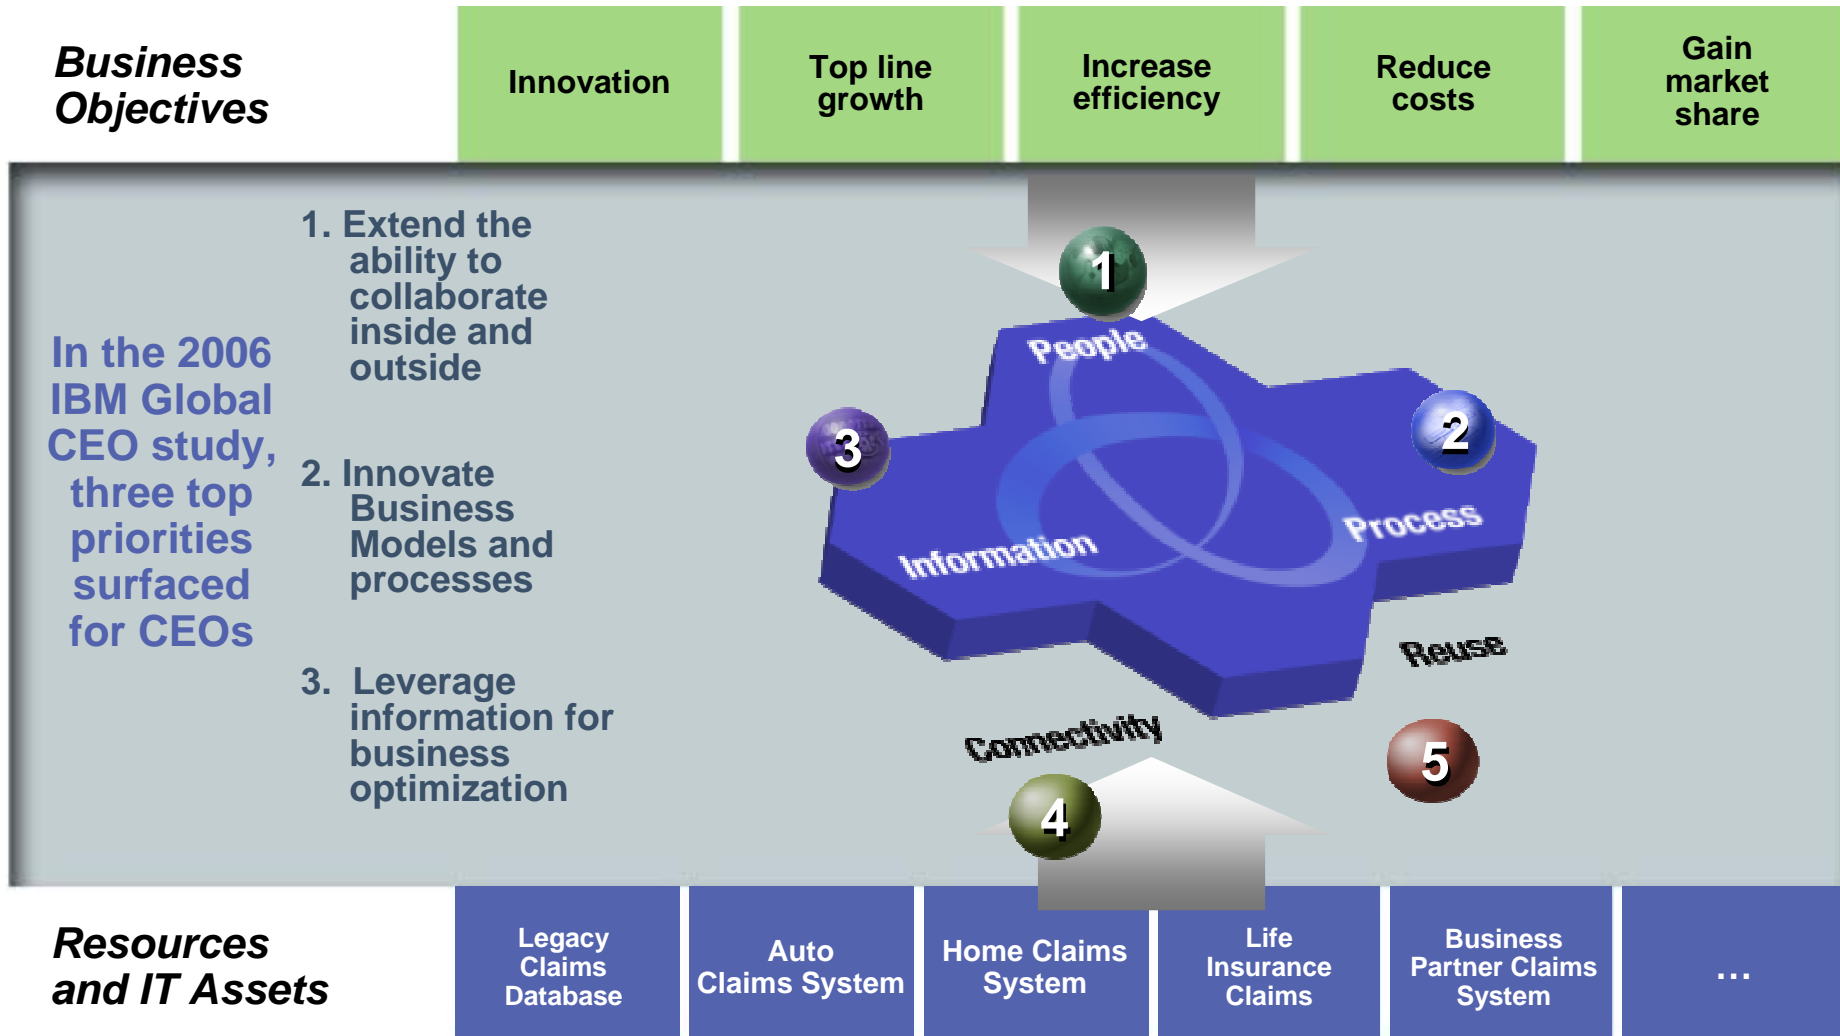 Business
Objectives
Innovation
Top line
growth
Increase
efficiency
Reduce
costs
Gain
market
share
In the 2006
IBM Global
CEO study,
three top
priorities
surfaced
for CEOs
1. Extend the
ability to
collaborate
inside and
outside
2. Innovate
Business
Models and
processes
3. Leverage
information for
business
optimization
1
People
2
3
Process
Information
Reuse
Connectivity
5
4
Resources
and IT Assets
Legacy
Claims
Database
Auto
Claims System
Home Claims
System
Life
Insurance
Claims
Business
Partner Claims
System
...